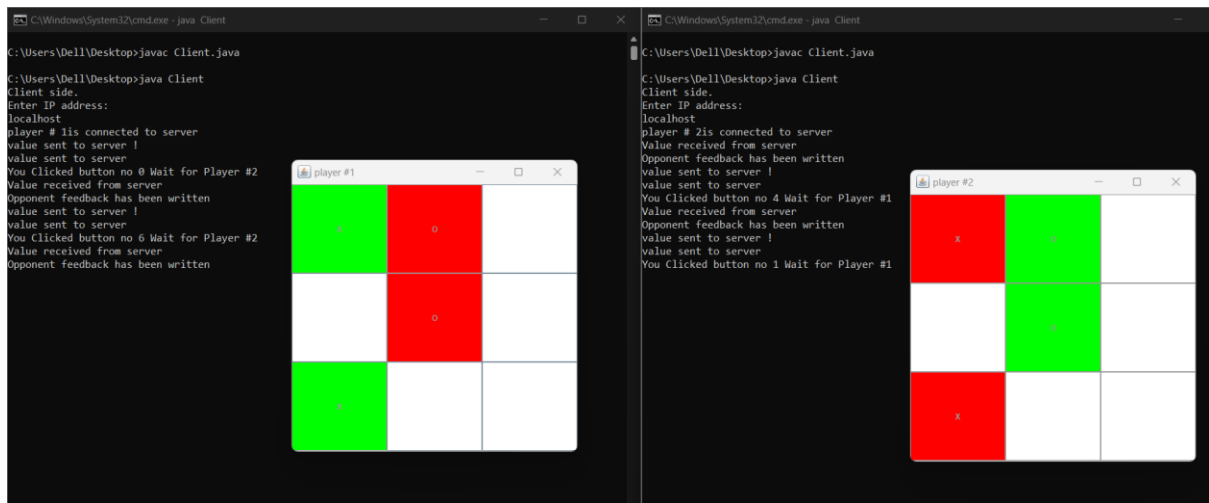 C:\Windows\System32\cmd.exe - java Client
C:\Users\Dell\Desktop>javac Client.java
C:\Users\Dell\Desktop>java Client
Client side.
Enter IP address:
localhost
player # 1is connected to server
value sent to server !
value sent to server
You Clicked button no 0 Wait for Player #2
Value received from server
Opponent feedback has been written
value sent to server !
value sent to server
You Clicked button no 6 Wait for Player #2
Value received from server
Opponent feedback has been written
player #1
X O
O
X
C:\Windows\System32\cmd.exe - java Client
C:\Users\Dell\Desktop>javac Client.java
C:\Users\Dell\Desktop>java Client
Client side.
Enter IP address:
localhost
player # 2is connected to server
Value received from server
Opponent feedback has been written
value sent to server !
value sent to server
You Clicked button no 4 Wait for Player #1
Value received from server
Opponent feedback has been written
value sent to server !
value sent to server
You Clicked button no 1 Wait for Player #1
player #2
X O
O
X